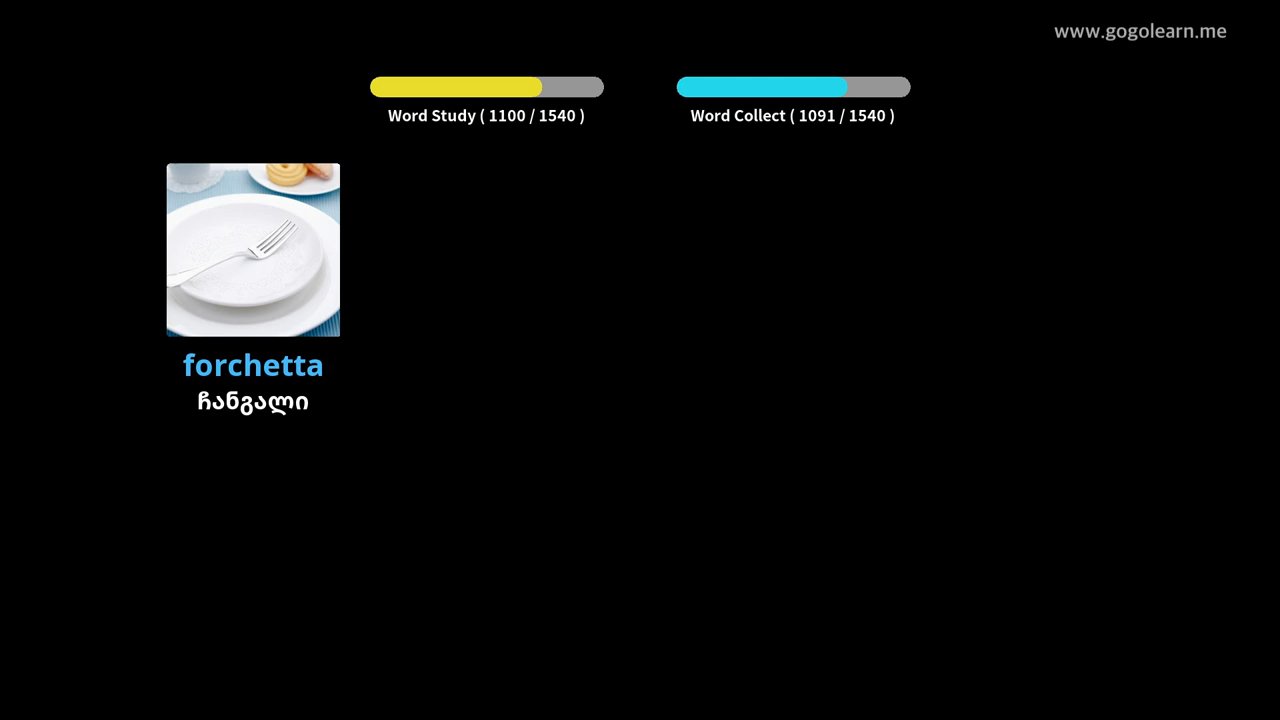 www.gogolearn.me
Word Study ( 1100 / 1540 )
Word Collect ( 1091 / 1540 )
forchetta
ჩანგალი